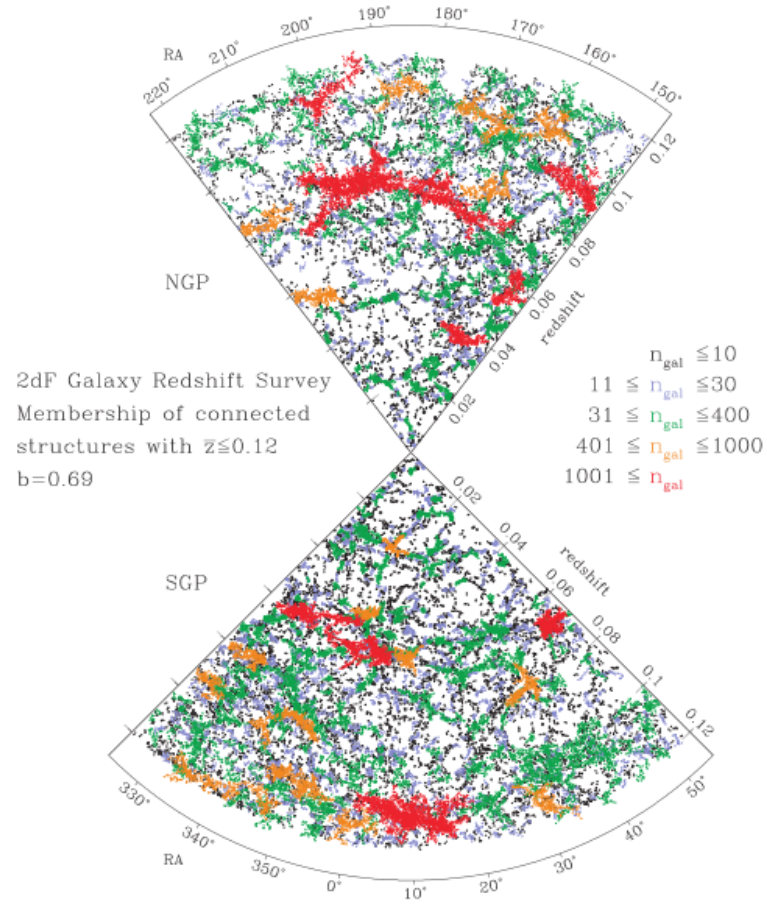 190°
180°
200°
170°
210°
160°
RA
220°
150°
0.12
0.1
0.08
NGP
0.06
redshift
0.04
0.02
n_gal ≦10
11 ≦ n_gal ≦30
31 ≦ n_gal ≦400
401 ≦ n_gal ≦1000
1001 ≦ n_gal
2dF Galaxy Redshift Survey
Membership of connected
structures with z̅≦0.12
b=0.69
0.02
0.04
redshift
0.06
SGP
0.08
0.1
0.12
330°
50°
340°
40°
RA
350°
30°
0°
20°
10°